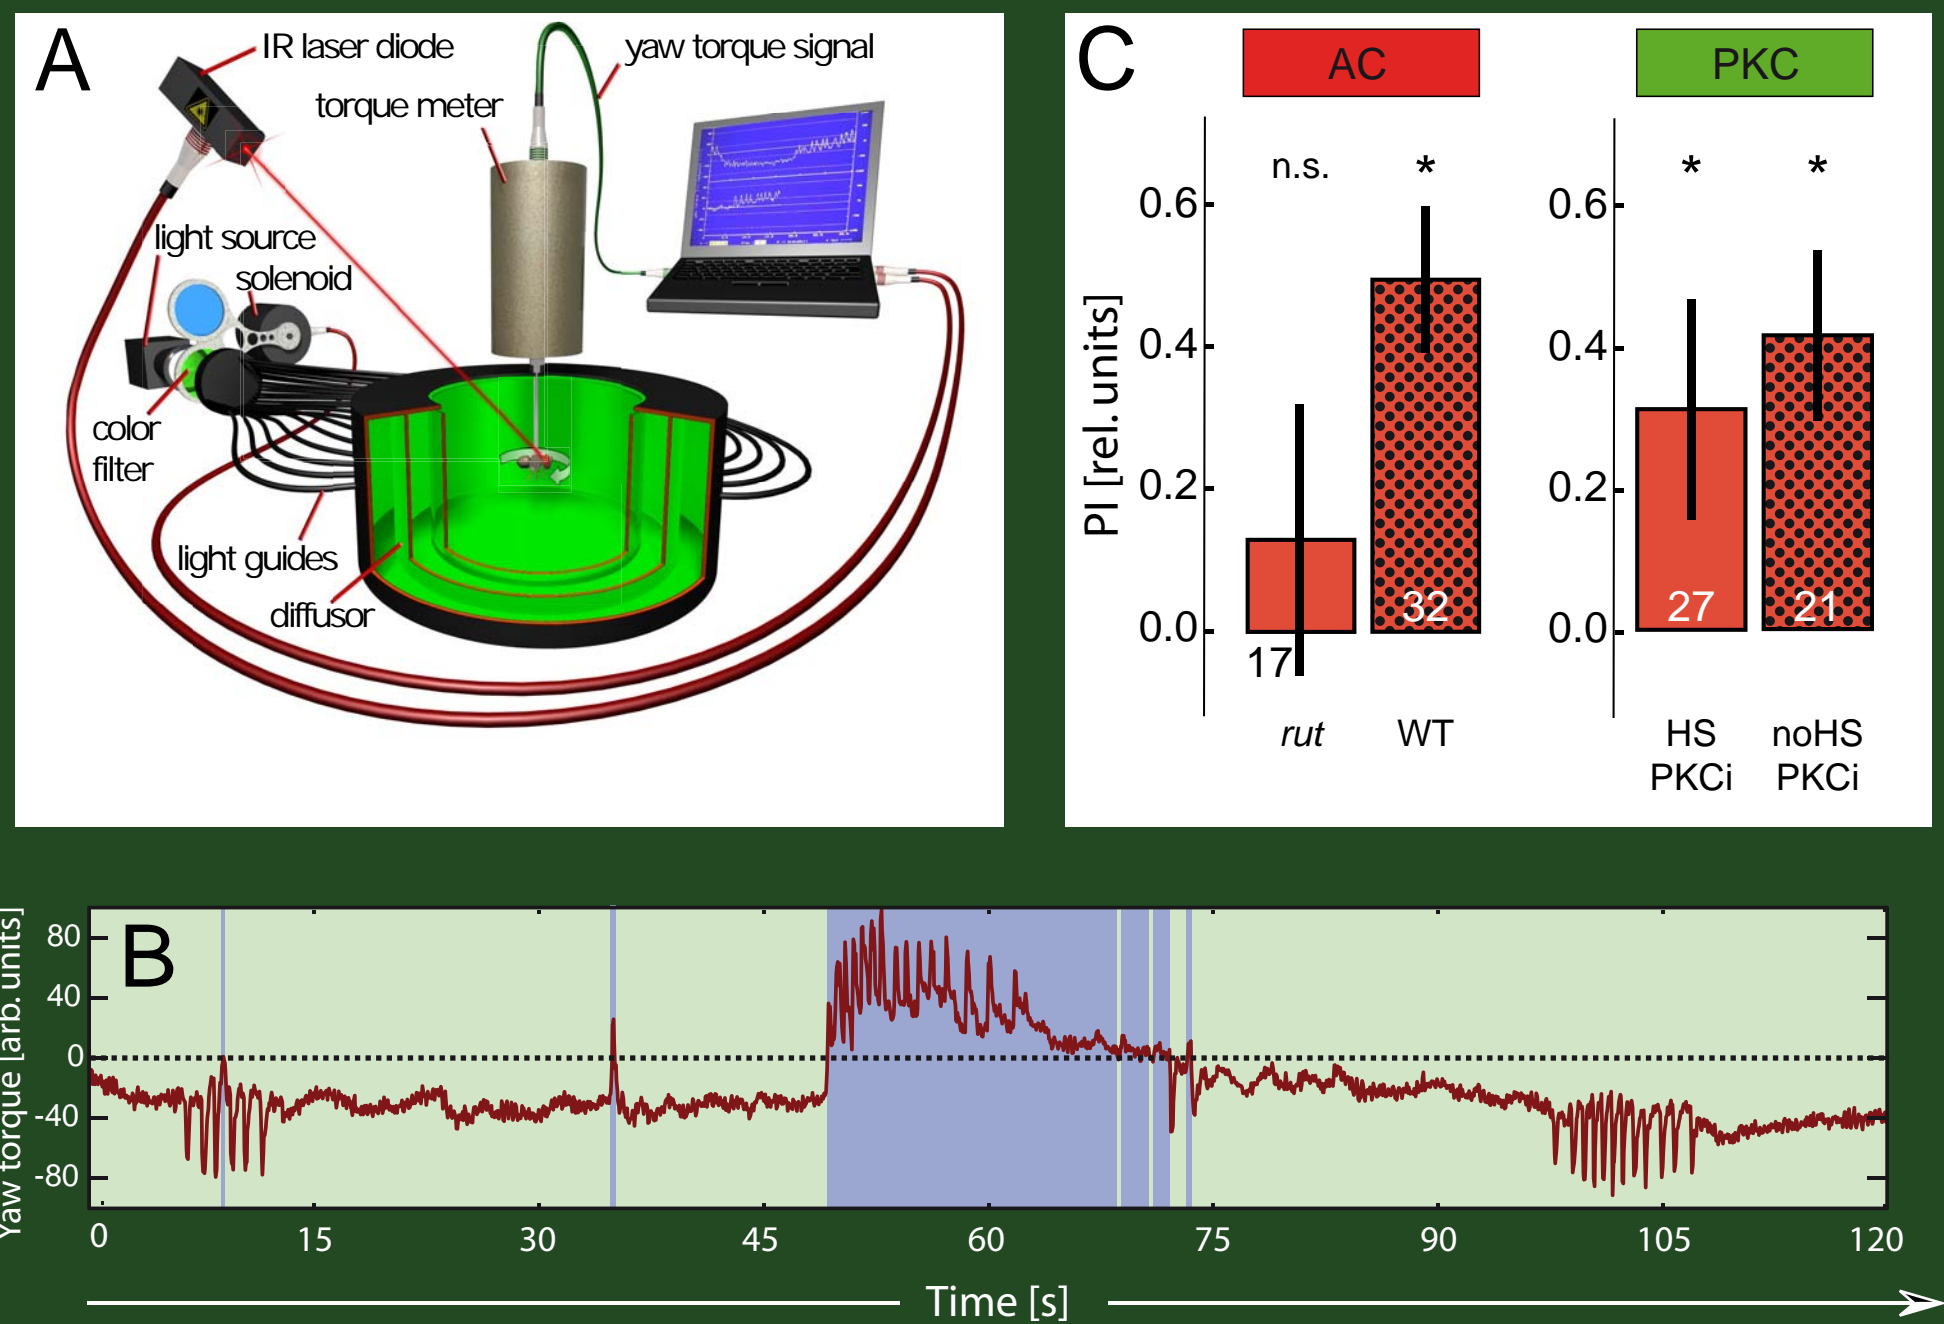 A
IR laser diode
yaw torque signal
torque meter
light source
solenoid
color
filter
light guides
diffusor
C
AC
PKC
n.s.
*
*
*
PI [rel. units]
0.6
0.4
0.2
0.0
0.6
0.4
0.2
0.0
17
32
27
21
rut
WT
HS
PKCi
noHS
PKCi
B
Yaw torque [arb. units]
80
40
0
-40
-80
0
15
30
45
60
75
90
105
120
Time [s]